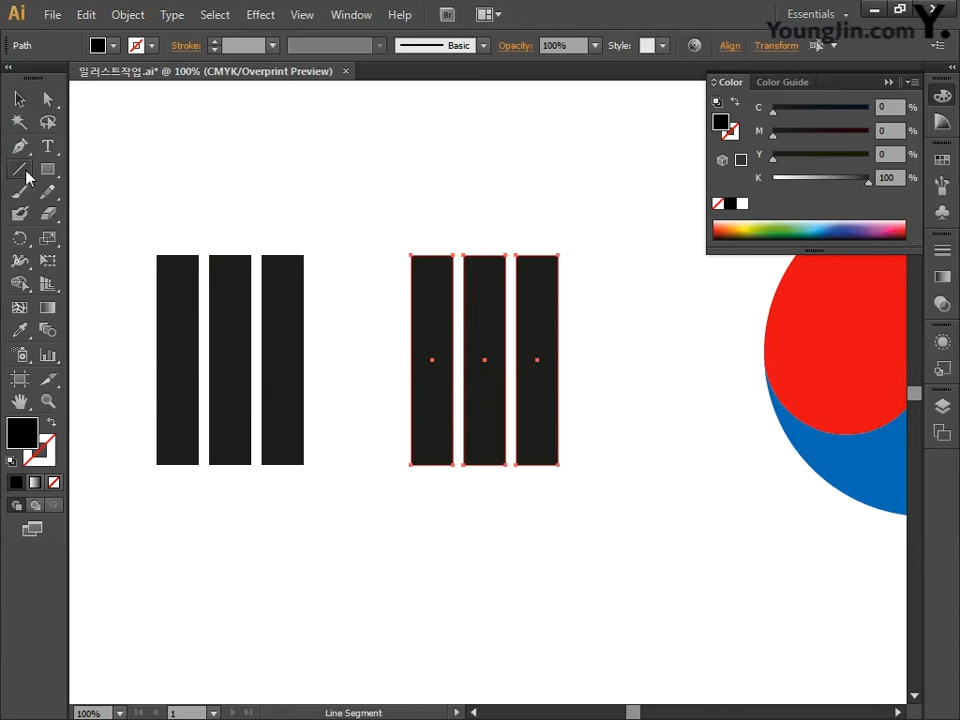 Ai File Edit Object Type Select Effect View Window Help Br Essentials
Youngjin.com Y.
Path Stroke: Basic Opacity: 100% Style: Align Transform
일러스트작업.ai* @ 100% (CMYK/Overprint Preview) ×
Color Color Guide
C 0 %
M 0 %
Y 0 %
K 100 %
T
100% 1 Line Segment